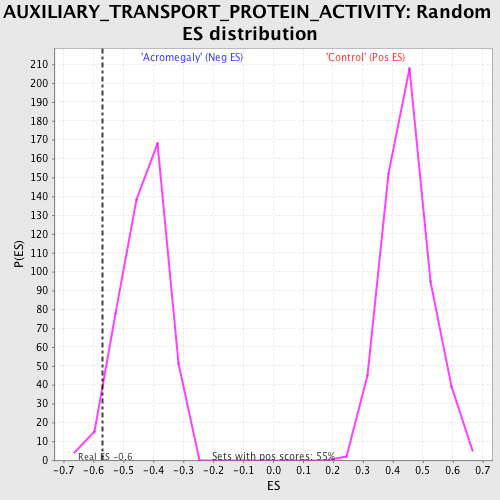 AUXILIARY_TRANSPORT_PROTEIN_ACTIVITY: Random
ES distribution
'Acromegaly' (Neg ES)
'Control' (Pos ES)
P(ES)
210
200
190
180
170
160
150
140
130
120
110
100
90
80
70
60
50
40
30
20
10
0
Real ES -0.6
Sets with pos scores: 55%
-0.7 -0.6 -0.5 -0.4 -0.3 -0.2 -0.1 0.0 0.1 0.2 0.3 0.4 0.5 0.6 0.7
ES